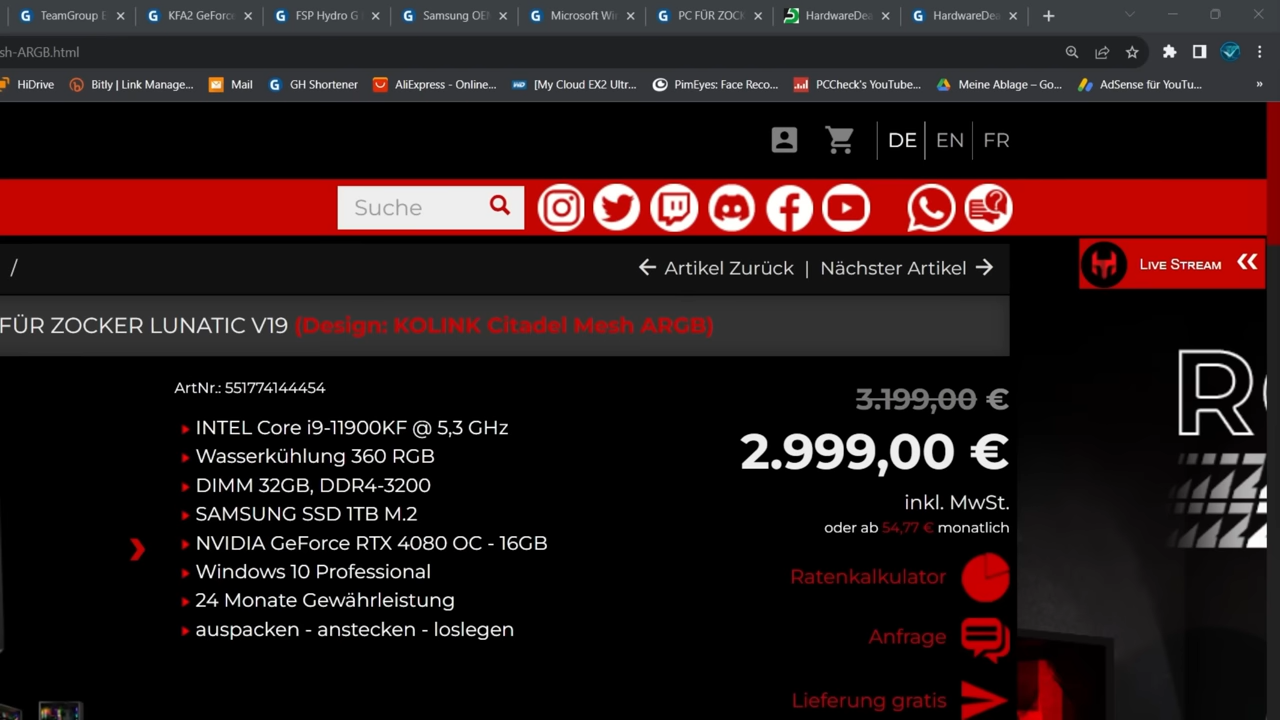 TeamGroup E
KFA2 GeForce
FSP Hydro G
Samsung OEM
Microsoft Wi
PC FÜR ZOCK
HardwareDea
HardwareDea
sh-ARGB.html
HiDrive
Bitly | Link Manage...
Mail
GH Shortener
AliExpress - Online...
[My Cloud EX2 Ultr...
PimEyes: Face Reco...
PCCheck's YouTube...
Meine Ablage – Go...
AdSense für YouTu...
»
DE
EN
FR
Suche
/
← Artikel Zurück | Nächster Artikel →
Live Stream
FÜR ZOCKER LUNATIC V19 (Design: KOLINK Citadel Mesh ARGB)
ArtNr.: 551774144454
INTEL Core i9-11900KF @ 5,3 GHz
Wasserkühlung 360 RGB
DIMM 32GB, DDR4-3200
SAMSUNG SSD 1TB M.2
NVIDIA GeForce RTX 4080 OC - 16GB
Windows 10 Professional
24 Monate Gewährleistung
auspacken - anstecken - loslegen
3.199,00 €
2.999,00 €
inkl. MwSt.
oder ab 54,77 € monatlich
Ratenkalkulator
Anfrage
Lieferung gratis